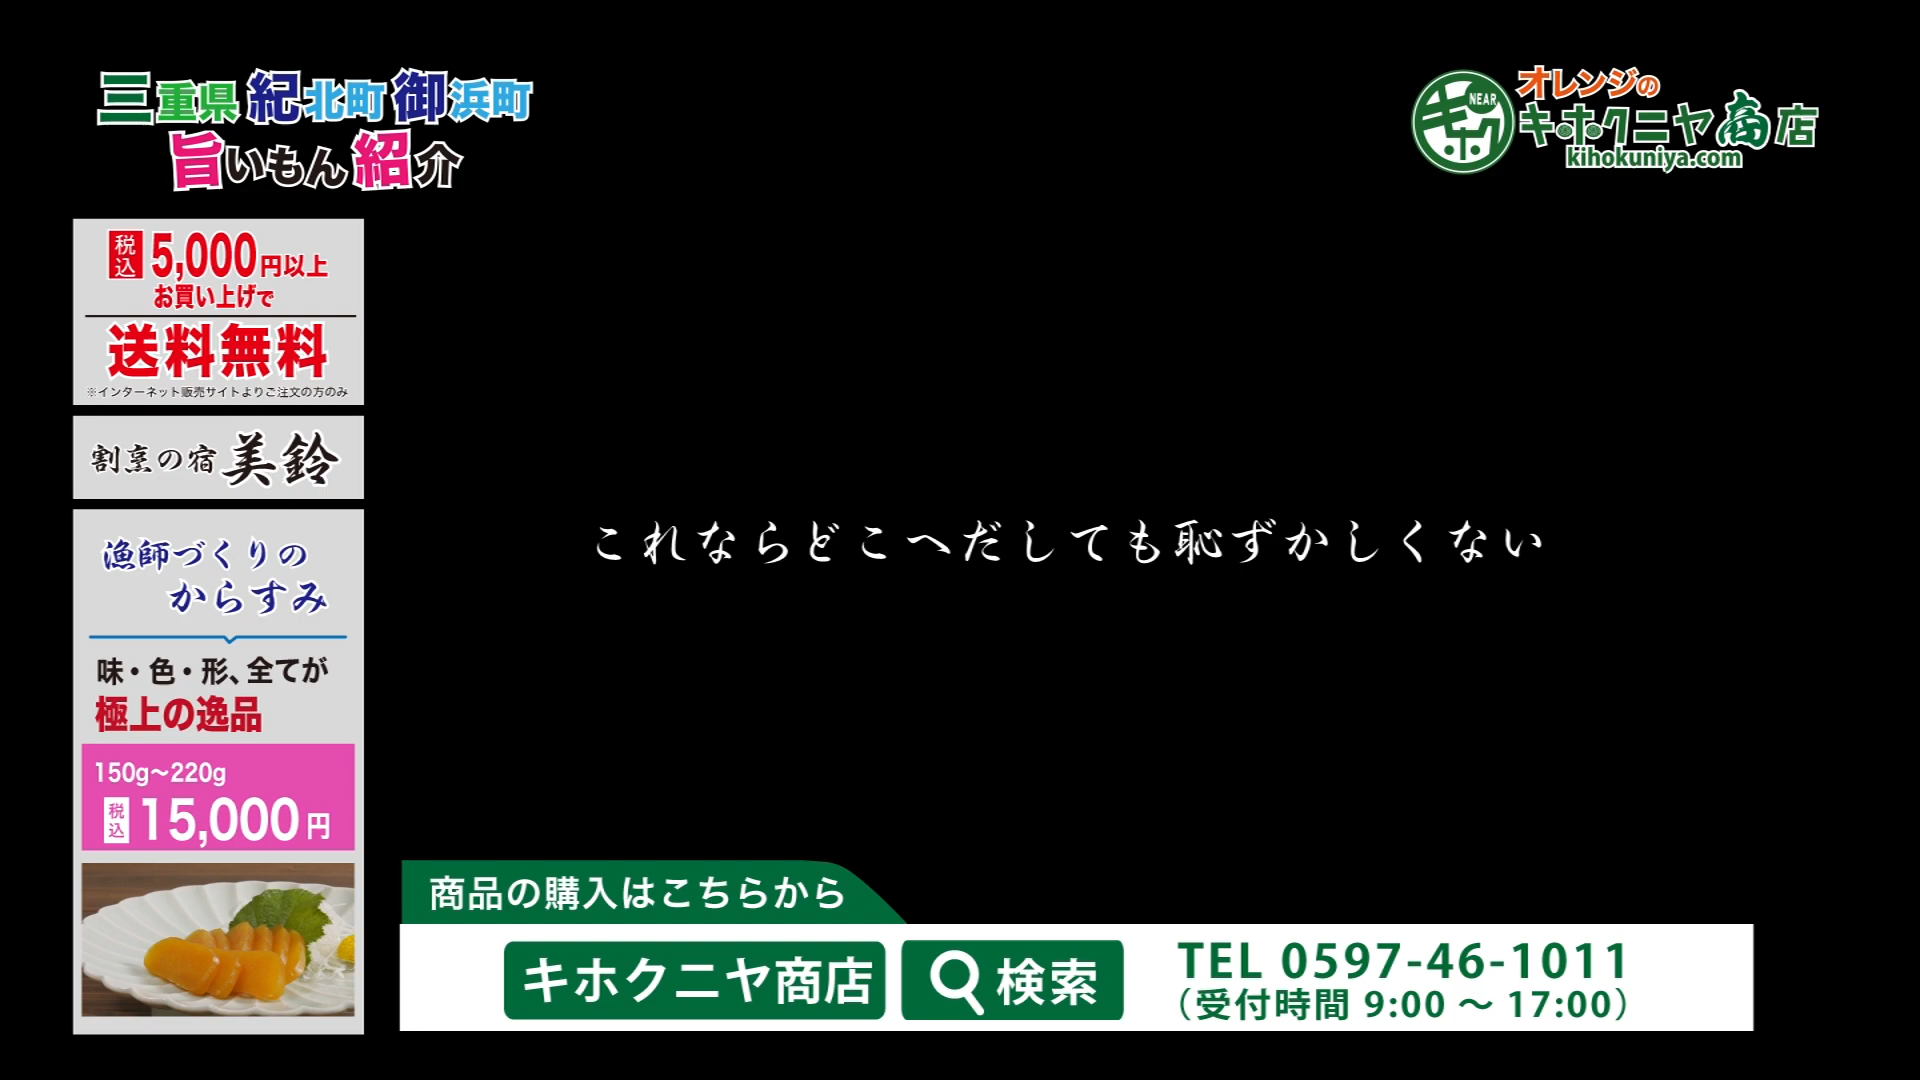 三重県 紀北町 御浜町
旨いもん紹介
オレンジの
キホクニヤ商店
kihokuniya.com
NEAR
キホク
税込 5,000円以上
お買い上げで
送料無料
※インターネット販売サイトよりご注文の方のみ
割烹の宿 美鈴
漁師づくりの
からすみ
味・色・形、全てが
極上の逸品
150g～220g
税込 15,000円
これならどこへだしても恥ずかしくない
商品の購入はこちらから
キホクニヤ商店 検索
TEL 0597-46-1011
（受付時間 9:00 ～ 17:00）